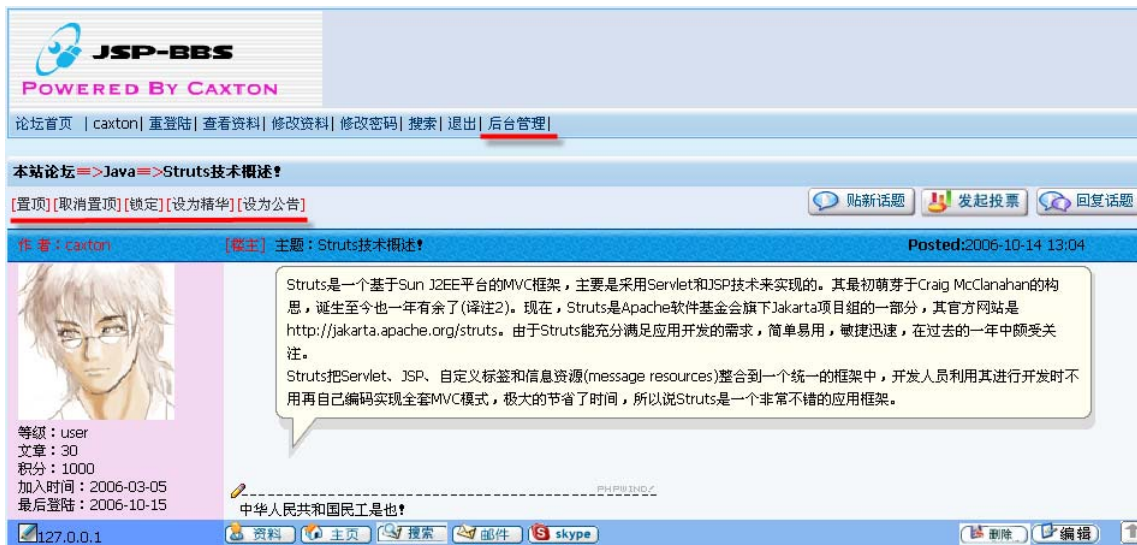 JSP-BBS
POWERED BY CAXTON
论坛首页 | caxton| 重登陆| 查看资料| 修改资料| 修改密码| 搜索| 退出| 后台管理|
本站论坛=>Java=>Struts技术概述!
[置顶][取消置顶][锁定][设为精华][设为公告]
贴新话题 发起投票 回复话题
作者:caxton [楼主] 主题:Struts技术概述! Posted:2006-10-14 13:04
Struts是一个基于Sun J2EE平台的MVC框架,主要是采用Servlet和JSP技术来实现的。其最初萌芽于Craig McClanahan的构
思,诞生至今也一年有余了(译注2)。现在,Struts是Apache软件基金会旗下Jakarta项目组的一部分,其官方网站是
http://jakarta.apache.org/struts。由于Struts能充分满足应用开发的需求,简单易用,敏捷迅速,在过去的一年中颇受关
注。
Struts把Servlet、JSP、自定义标签和信息资源(message resources)整合到一个统一的框架中,开发人员利用其进行开发时不
用再自己编码实现全套MVC模式,极大的节省了时间,所以说Struts是一个非常不错的应用框架。
等级:user
文章:30
积分:1000
加入时间:2006-03-05
最后登陆:2006-10-15
PHPWIND
中华人民共和国民工是也!
127.0.0.1 资料 主页 搜索 邮件 skype 删除 编辑